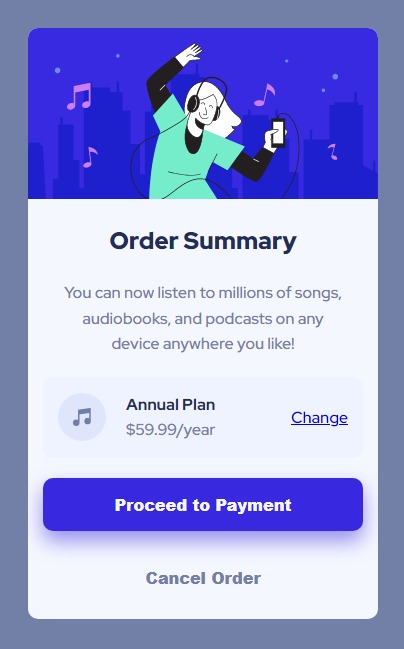 Order Summary
You can now listen to millions of songs,
audiobooks, and podcasts on any
device anywhere you like!
Annual Plan
$59.99/year
Change
Proceed to Payment
Cancel Order